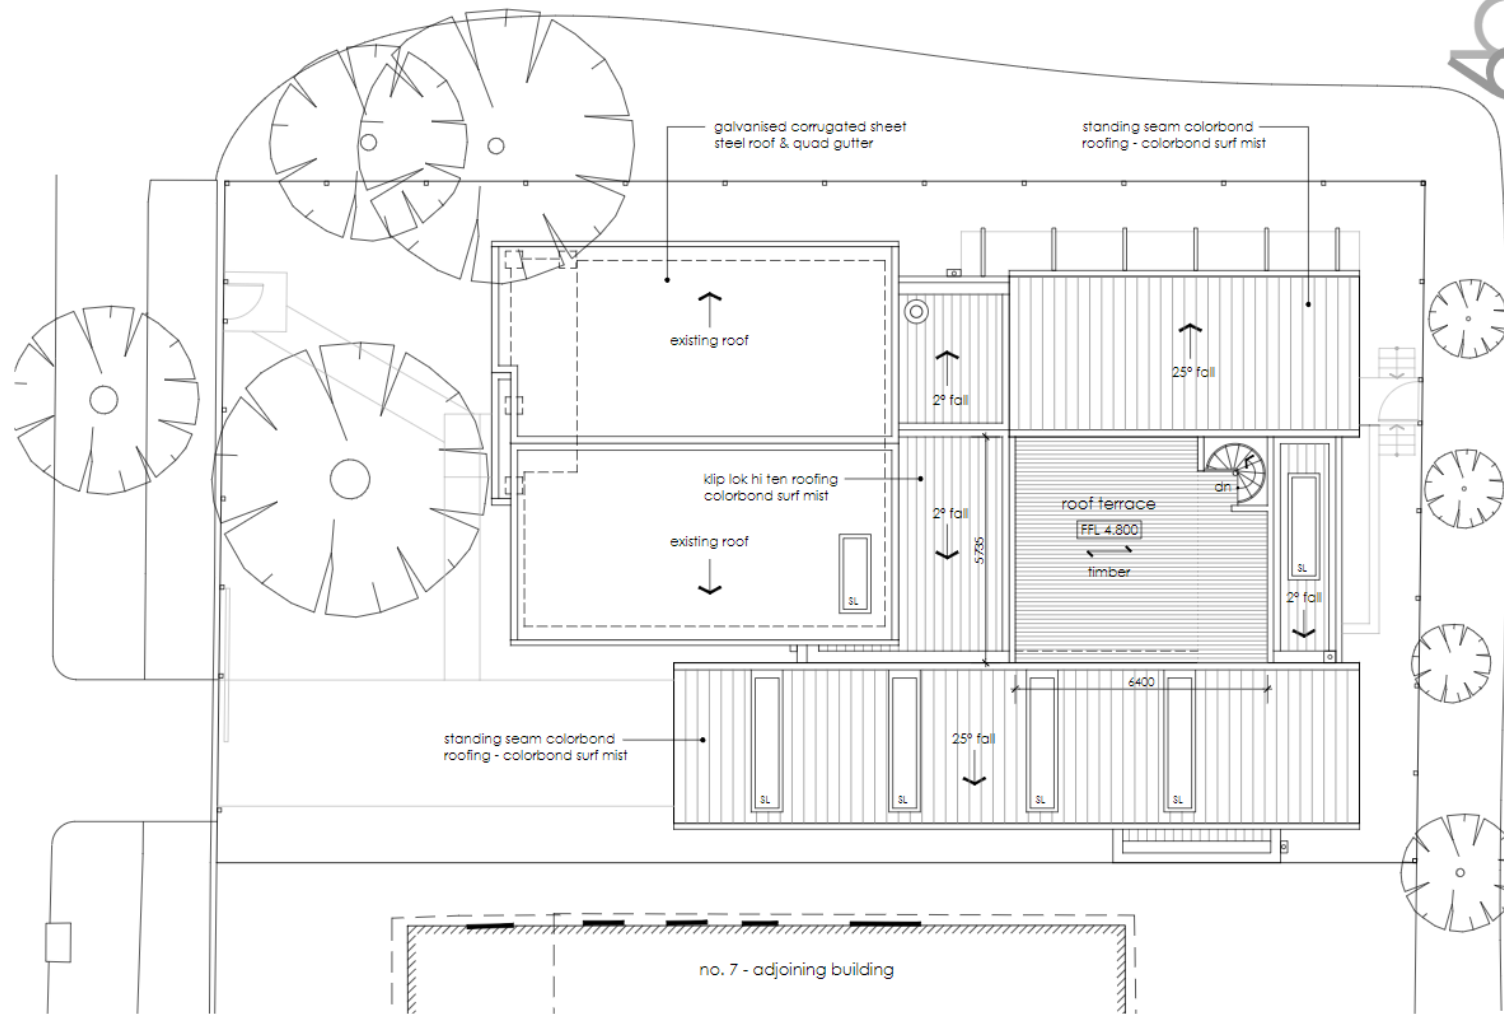 galvanised corrugated sheet
steel roof & quad gutter
standing seam colorbond
roofing - colorbond surf mist
existing roof
25° fall
2° fall
klip lok hi ten roofing
colorbond surf mist
dn
roof terrace
2° fall
FFL 4.800
existing roof
5735
timber
SL
2° fall
SL
6400
standing seam colorbond
roofing - colorbond surf mist
25° fall
SL
SL
SL
SL
no. 7 - adjoining building